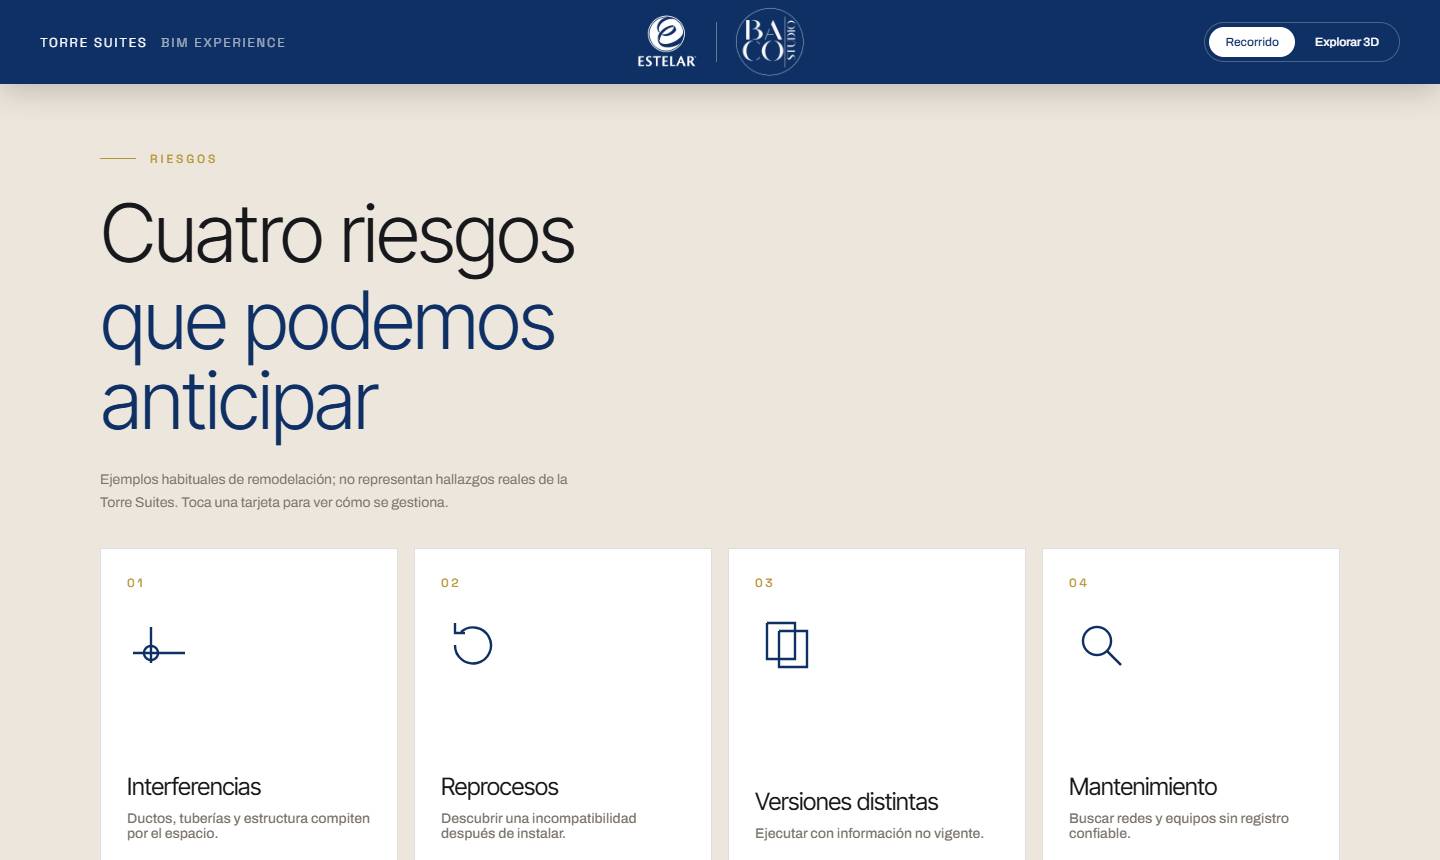 TORRE SUITES BIM EXPERIENCE
ESTELAR
BACO STUDIO
Recorrido
Explorar 3D
RIESGOS
Cuatro riesgos
que podemos
anticipar
Ejemplos habituales de remodelación; no representan hallazgos reales de la
Torre Suites. Toca una tarjeta para ver cómo se gestiona.
01
Interferencias
Ductos, tuberías y estructura compiten
por el espacio.
02
Reprocesos
Descubrir una incompatibilidad
después de instalar.
03
Versiones distintas
Ejecutar con información no vigente.
04
Mantenimiento
Buscar redes y equipos sin registro
confiable.